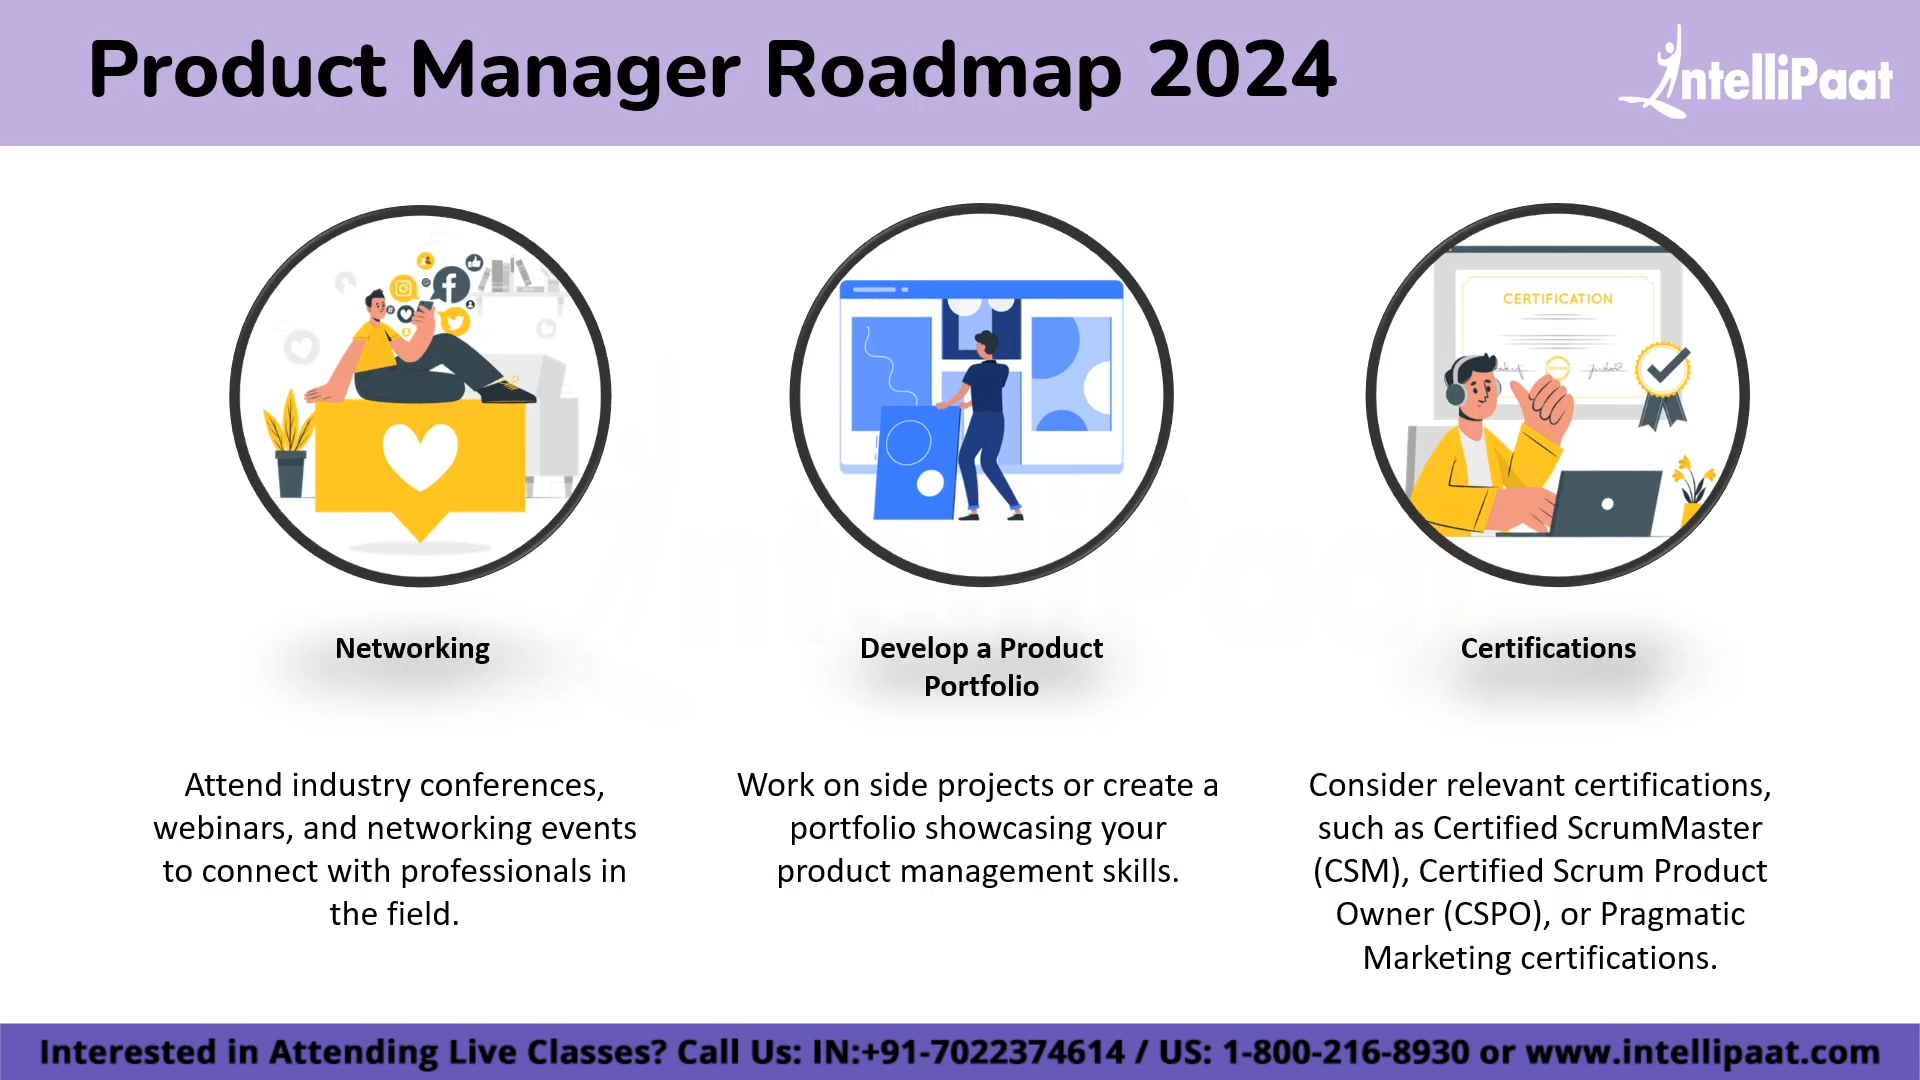 Product Manager Roadmap 2024
IntelliPaat
CERTIFICATION
Networking
Attend industry conferences,
webinars, and networking events
to connect with professionals in
the field.
Develop a Product
Portfolio
Work on side projects or create a
portfolio showcasing your
product management skills.
Certifications
Consider relevant certifications,
such as Certified ScrumMaster
(CSM), Certified Scrum Product
Owner (CSPO), or Pragmatic
Marketing certifications.
IntelliPaat
Interested in Attending Live Classes? Call Us: IN:+91-7022374614 / US: 1-800-216-8930 or www.intellipaat.com